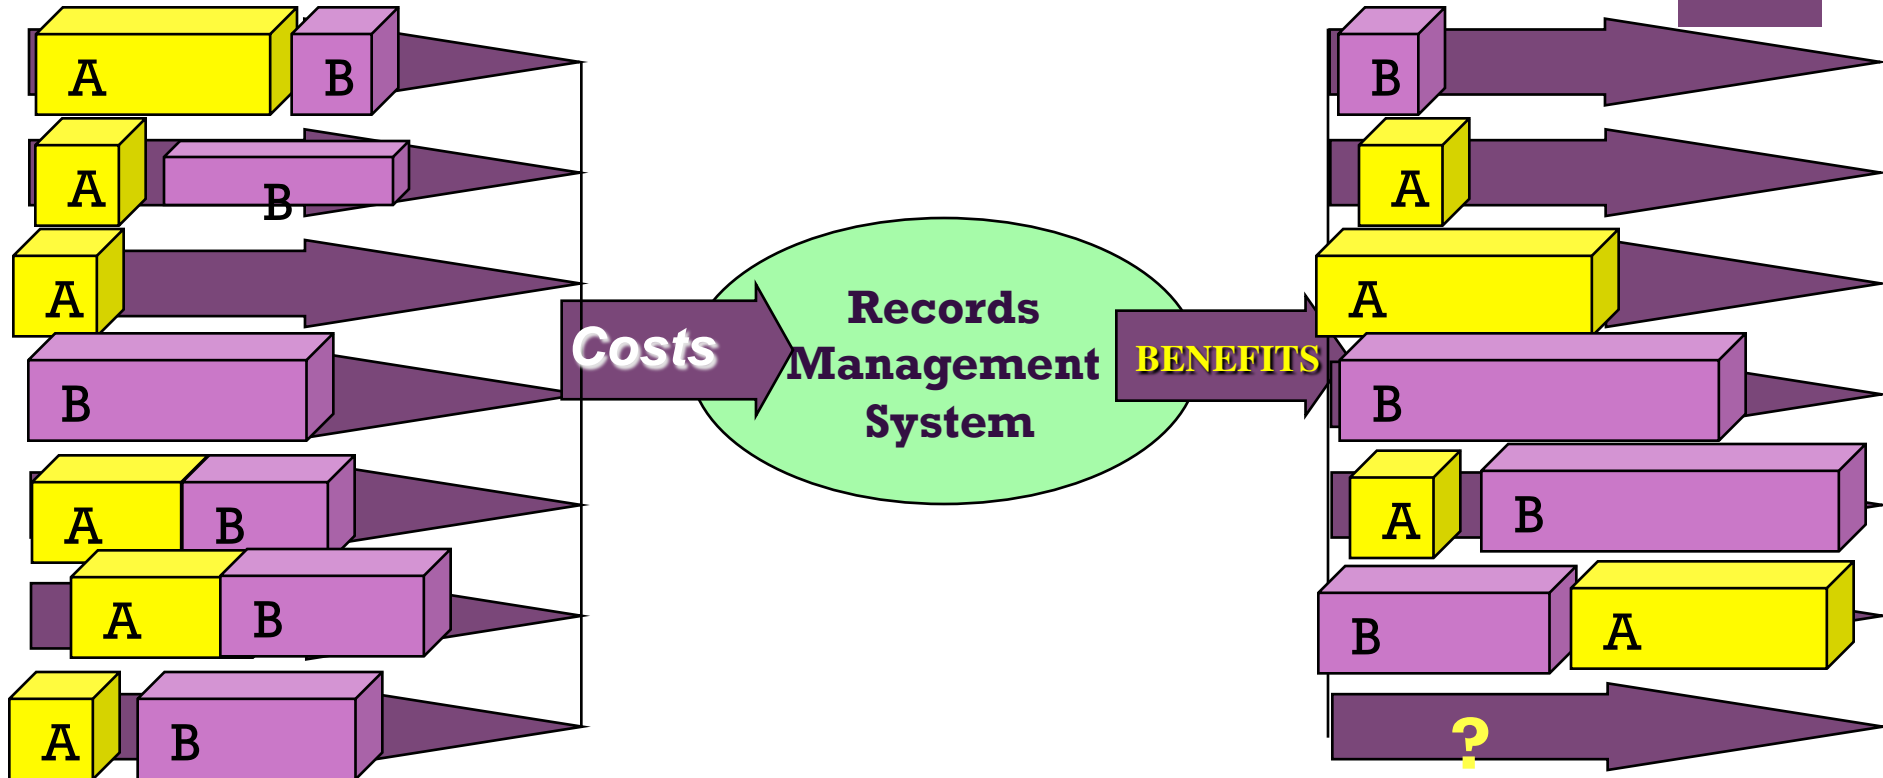 A B
A B
A
B
A B
A B
A B
Costs
Records
Management
System
BENEFITS
B
A
A
B
A B
B A
?